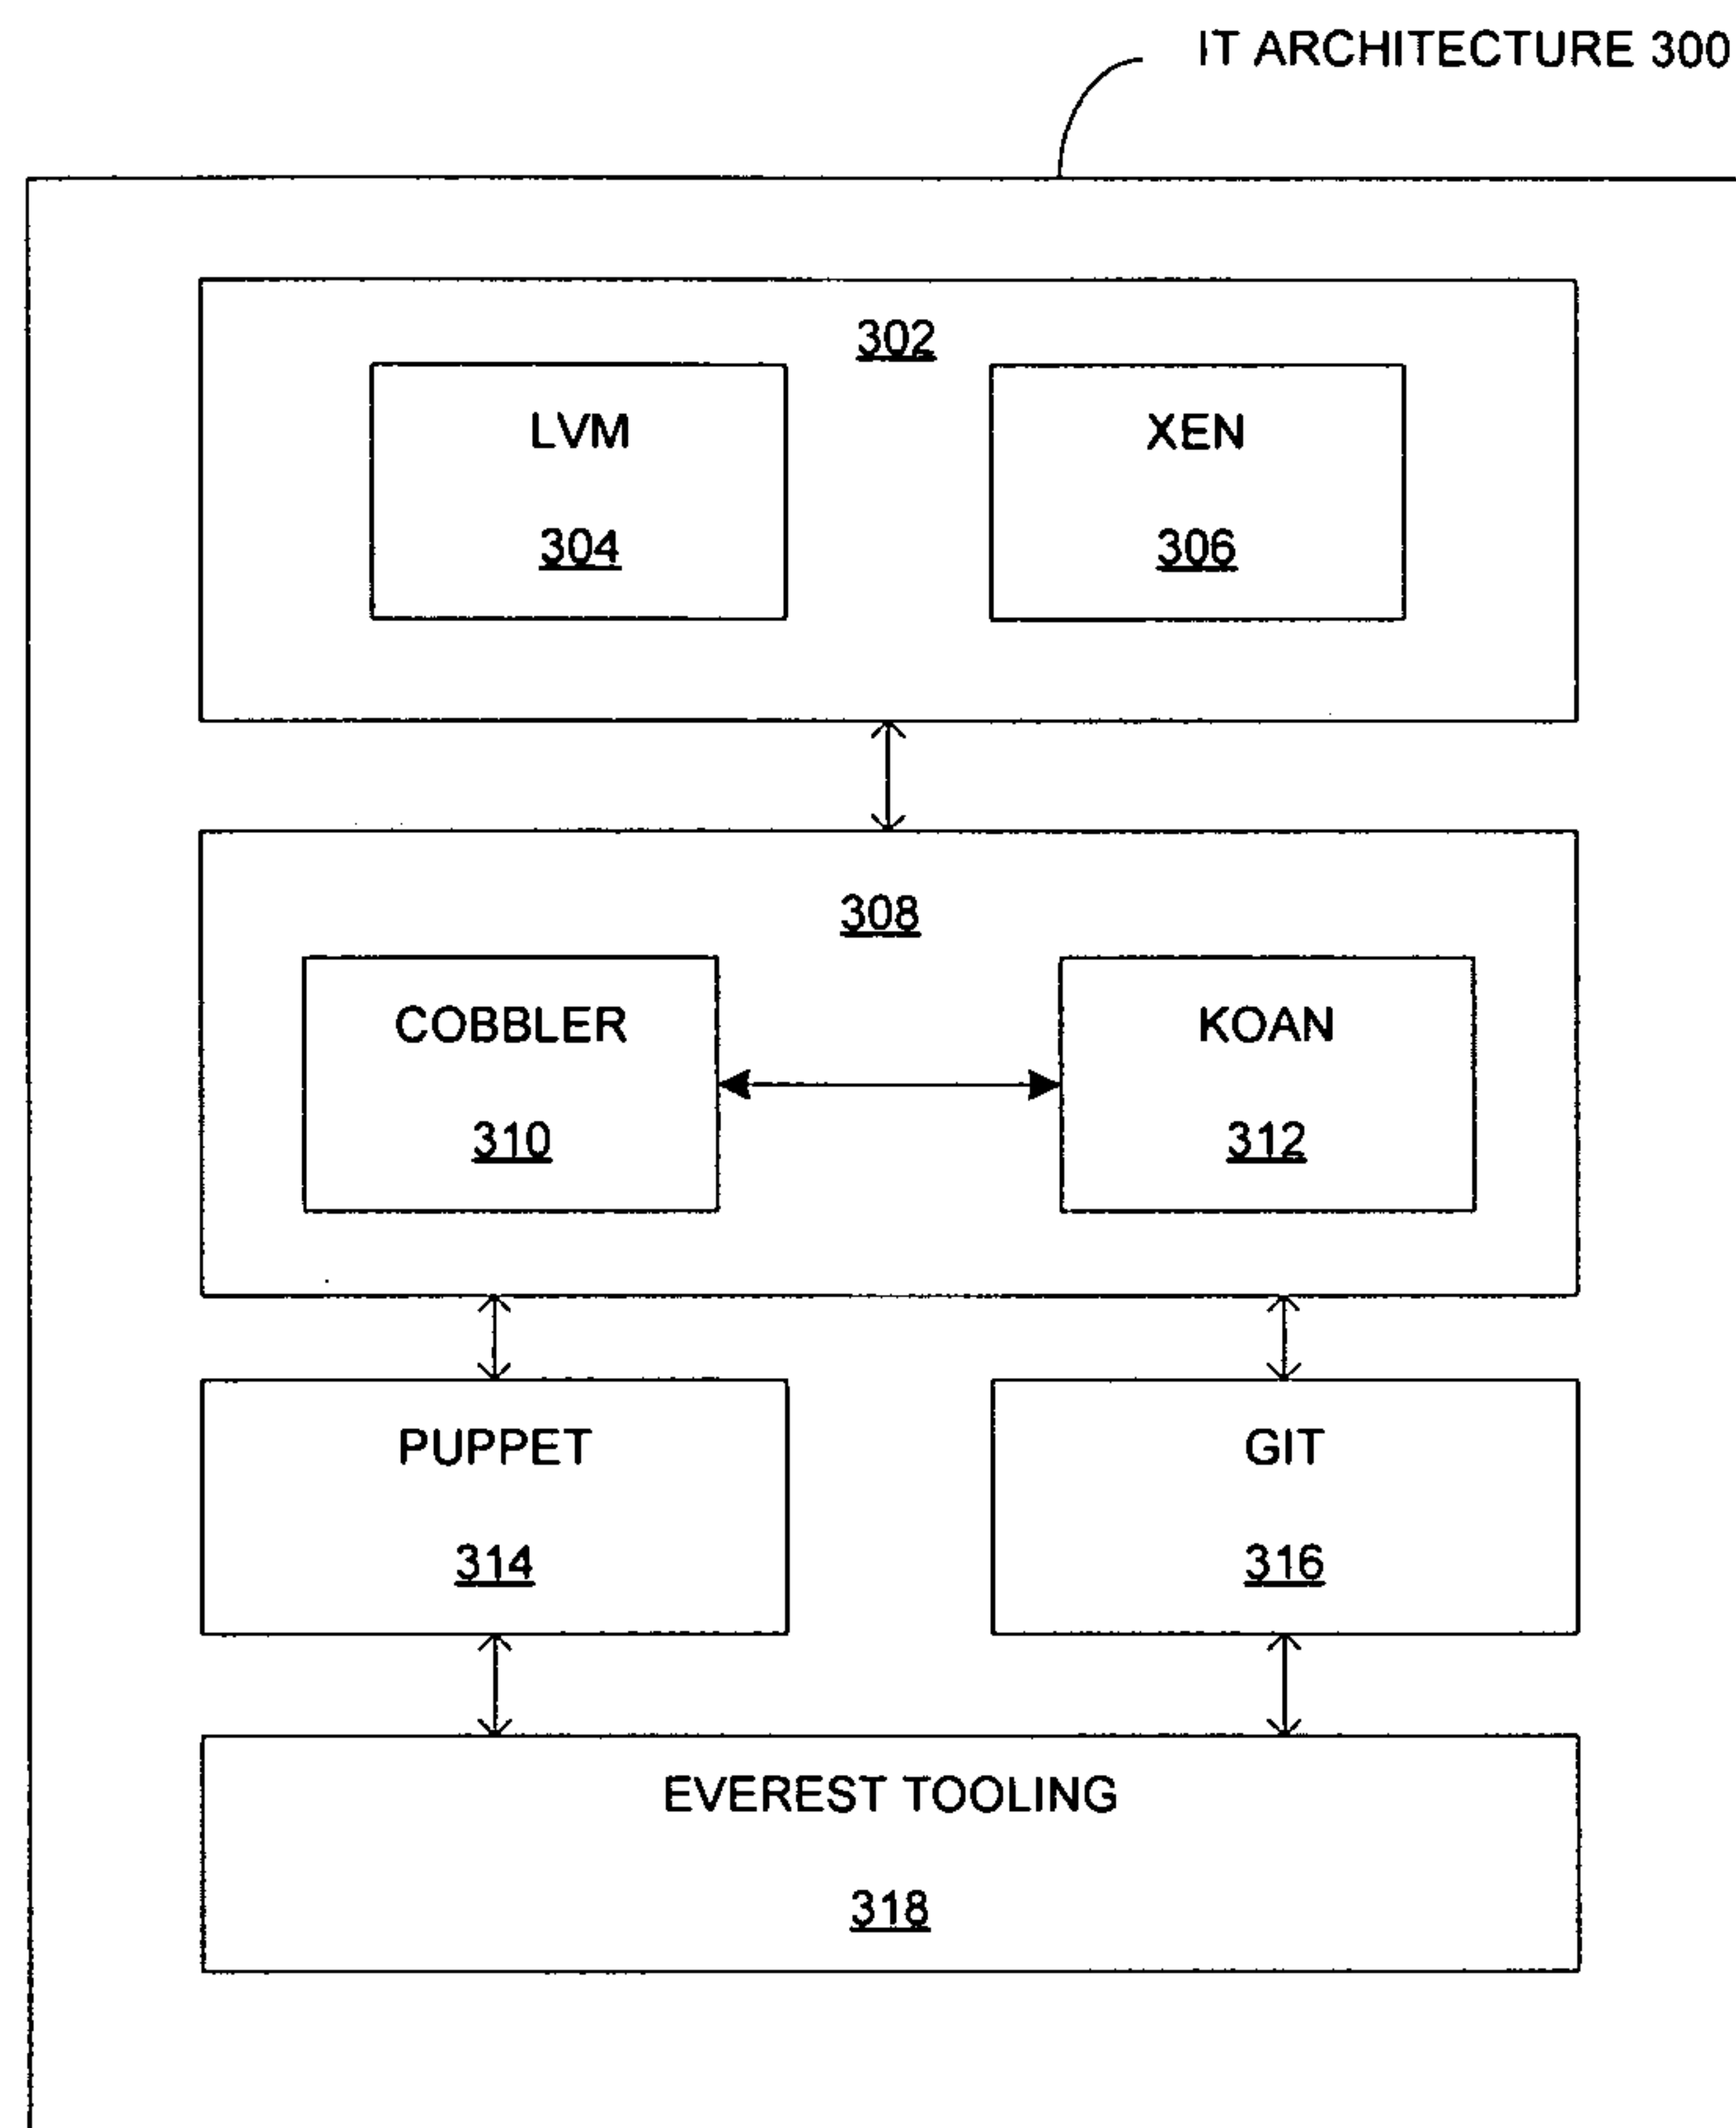 IT ARCHITECTURE 300
302
LVM
304
XEN
306
308
COBBLER
310
KOAN
312
PUPPET
314
GIT
316
EVEREST TOOLING
318